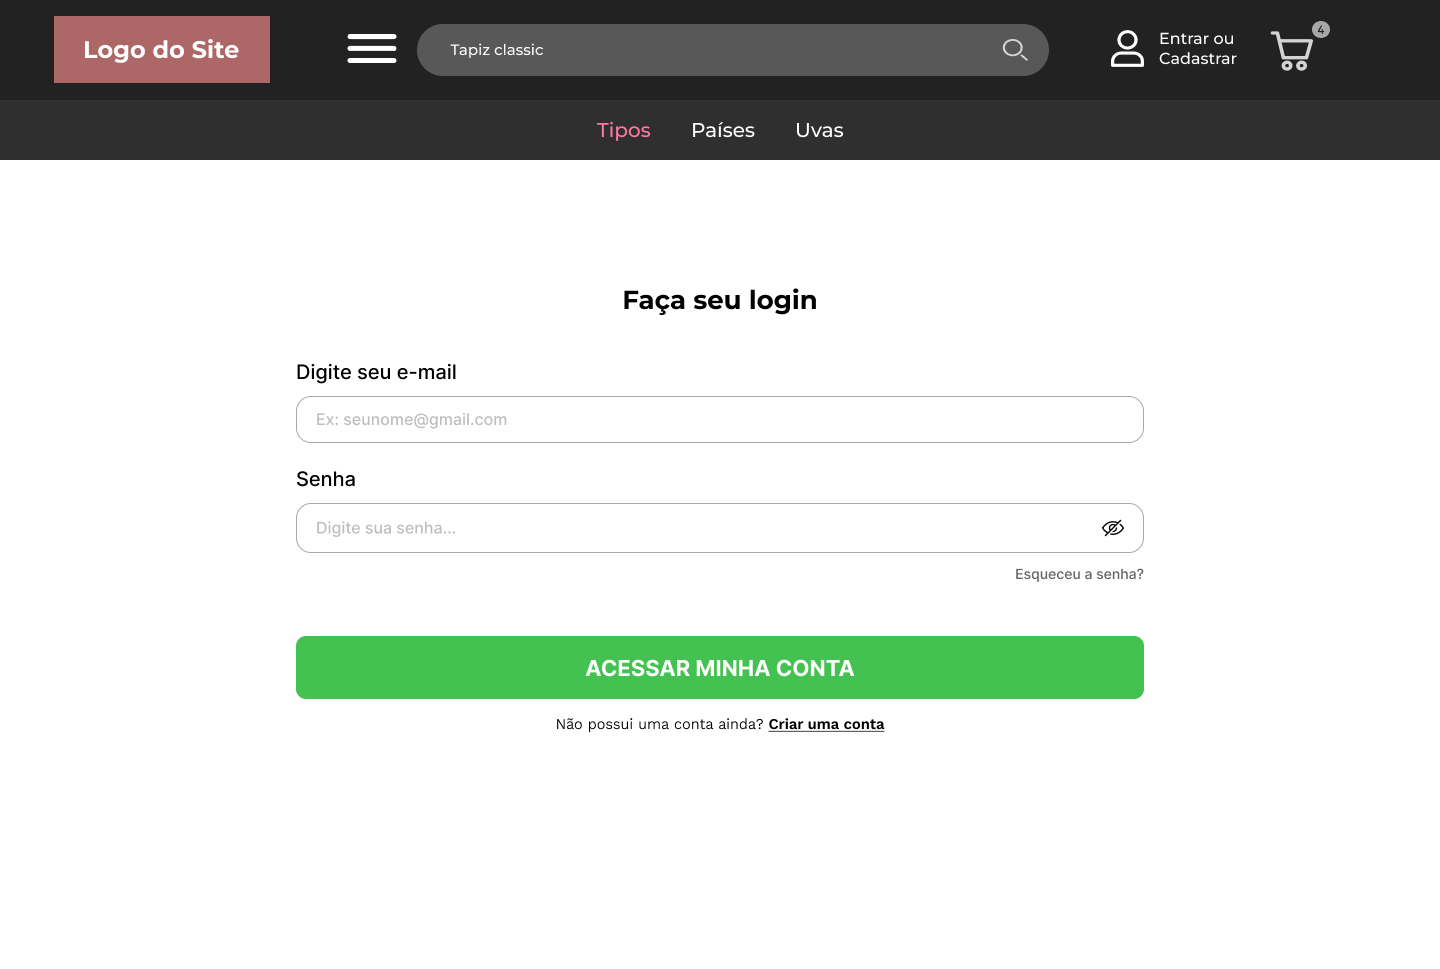 Logo do Site
Tapiz classic
Entrar ou
Cadastrar
4
Tipos Países Uvas
Faça seu login
Digite seu e-mail
Ex: seunome@gmail.com
Senha
Digite sua senha...
Esqueceu a senha?
ACESSAR MINHA CONTA
Não possui uma conta ainda? Criar uma conta